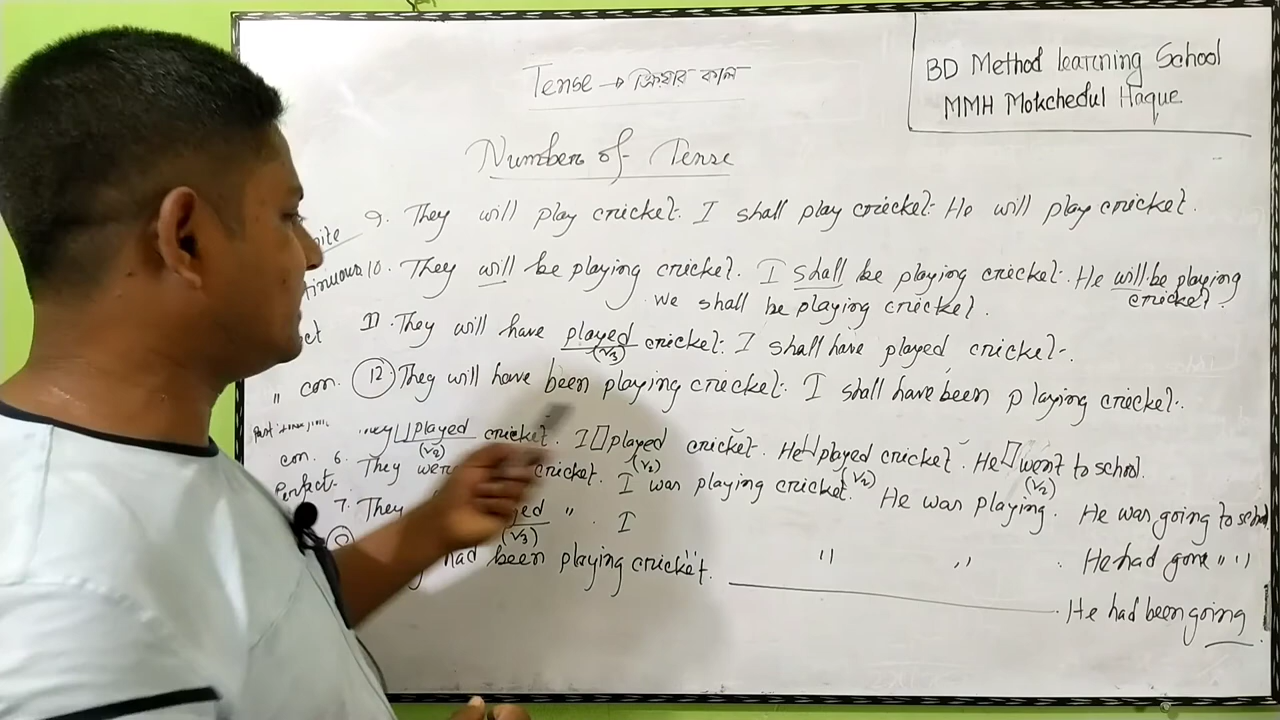 BD Method learning School
MMH Mokchedul Haque
Tense → ক্রিয়ার কাল
Number of Tense
9. They will play cricket. I shall play cricket. He will play cricket.
tinuous 10. They will be playing cricket. I shall be playing cricket. He will be playing cricket.
We shall be playing cricket.
11. They will have played cricket. I shall have played cricket.
(V3)
" con. 12 They will have been playing cricket. I shall have been playing cricket.
played cricket. I played cricket. He played cricket. He went to school.
(V2) (V2) (V2) (V2)
con. 6. They were cricket. I was playing cricket. He was playing. He was going to school
Perfect 7. They yed " . I " " . He had gone " "
(V3)
8 had been playing cricket. He had been going